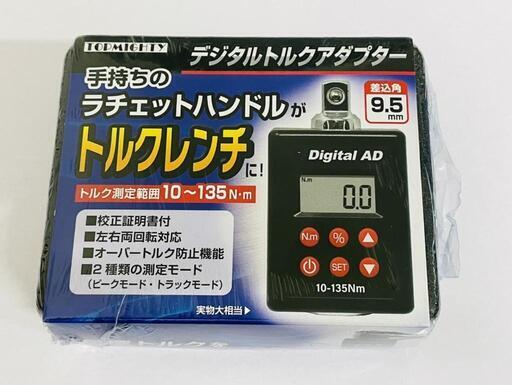 TOPMIGHTY
デジタルトルクアダプター
手持ちの
ラチェットハンドルが
トルクレンチに!
トルク測定範囲 10～135N·m
差込角
9.5mm
■校正証明書付
■左右両回転対応
■オーバートルク防止機能
■2種類の測定モード
(ピークモード・トラックモード)
実物大相当▶
Digital AD
N.m
0.0
N.m % ▲
SET ▼
10-135Nm